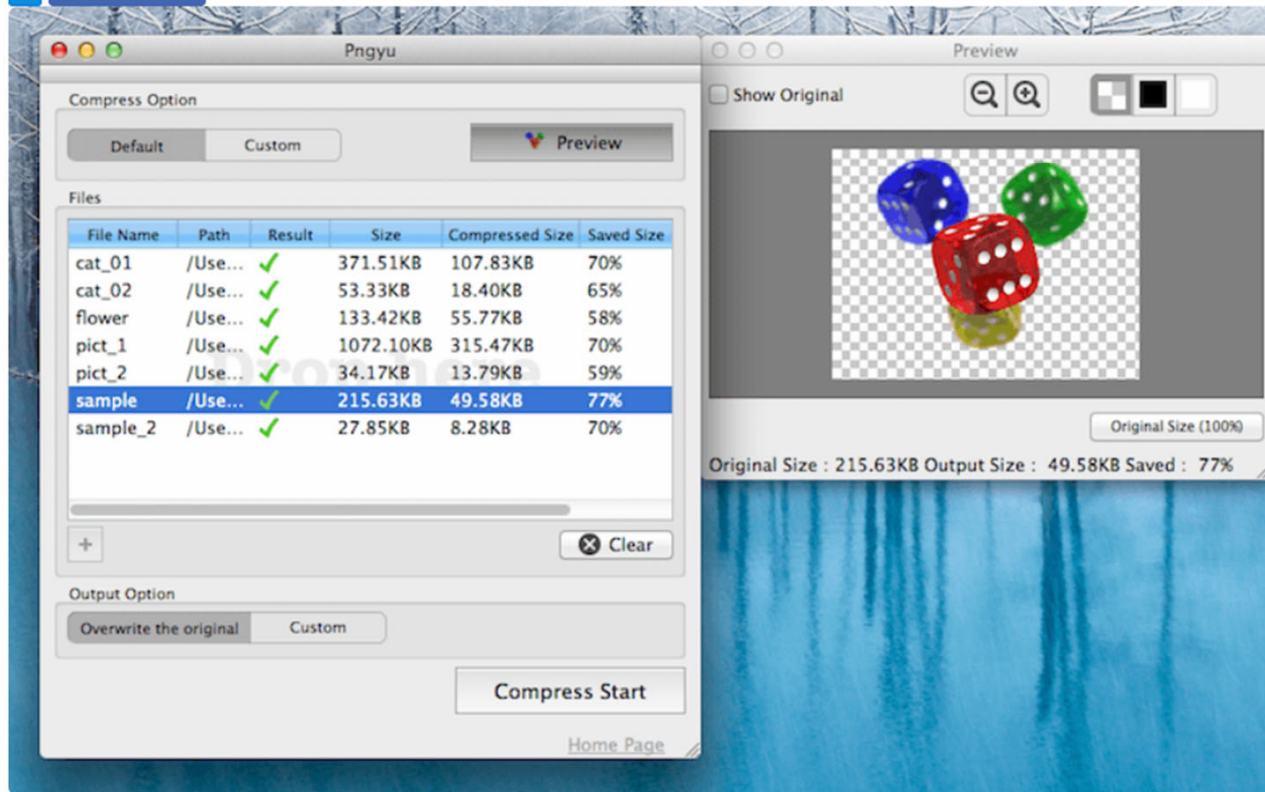 Pngyu
Compress Option
Default Custom Preview
Files
File Name Path Result Size Compressed Size Saved Size
cat_01 /Use... 371.51KB 107.83KB 70%
cat_02 /Use... 53.33KB 18.40KB 65%
flower /Use... 133.42KB 55.77KB 58%
pict_1 /Use... 1072.10KB 315.47KB 70%
Drop here
pict_2 /Use... 34.17KB 13.79KB 59%
sample /Use... 215.63KB 49.58KB 77%
sample_2 /Use... 27.85KB 8.28KB 70%
+ Clear
Output Option
Overwrite the original Custom
Compress Start
Home Page
Preview
Show Original
Original Size (100%)
Original Size : 215.63KB Output Size : 49.58KB Saved : 77%